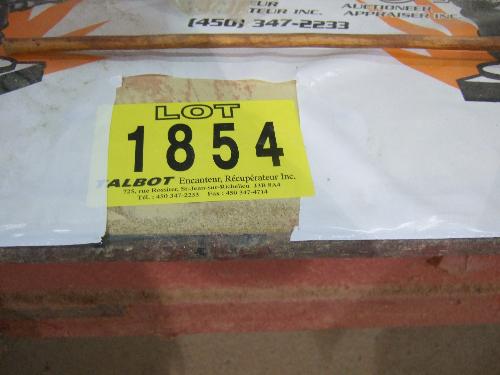 UR
AUCTIONEER
TEUR INC.
APPRAISER INC.
(450) 347-2233
LOT
1854
TALBOT Encanteur, Récupérateur Inc.
725, rue Rossiter, St-Jean-sur-Richelieu J3B 8A4
Tél.: 450 347-2233 Fax: 450 347-4714